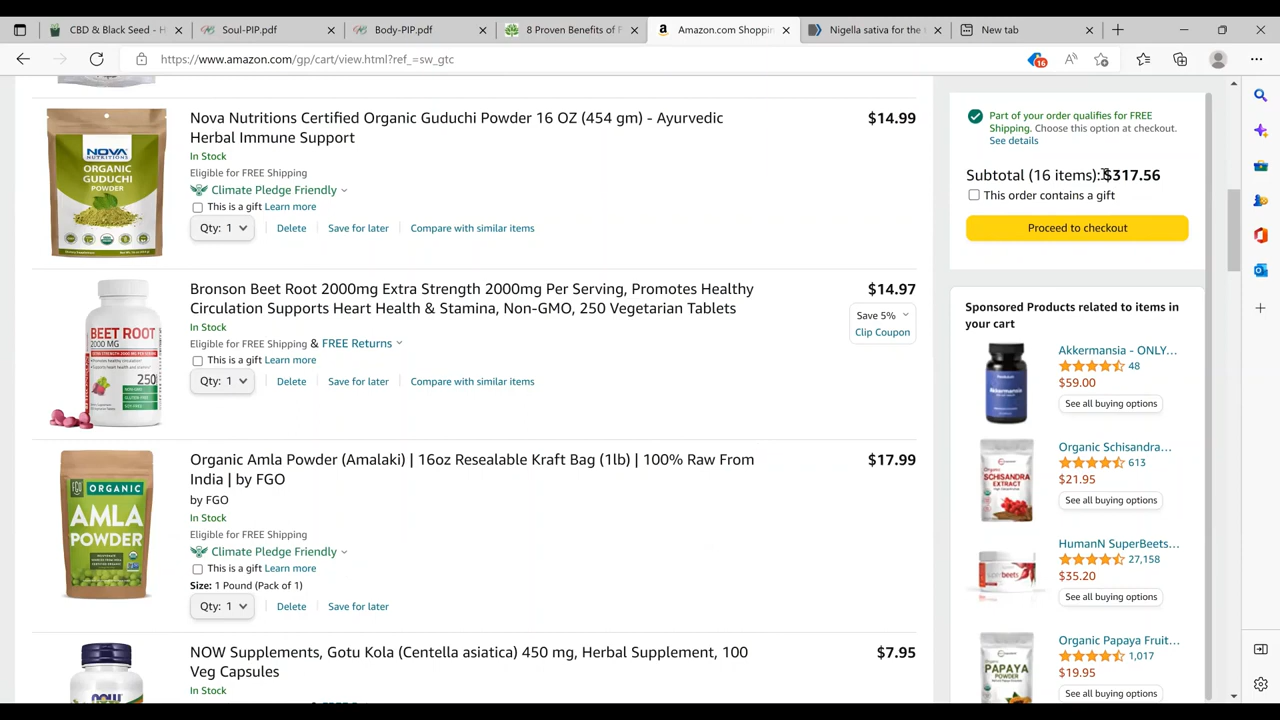 CBD & Black Seed - H
Soul-PIP.pdf
Body-PIP.pdf
8 Proven Benefits of F
Amazon.com Shoppin
Nigella sativa for the
New tab
https://www.amazon.com/gp/cart/view.html?ref_=sw_gtc
16
Nova Nutritions Certified Organic Guduchi Powder 16 OZ (454 gm) - Ayurvedic
Herbal Immune Support
$14.99
In Stock
Eligible for FREE Shipping
Climate Pledge Friendly
This is a gift Learn more
Qty: 1 Delete Save for later Compare with similar items
NOVA
NUTRITIONS
ORGANIC
GUDUCHI
POWDER
Bronson Beet Root 2000mg Extra Strength 2000mg Per Serving, Promotes Healthy
Circulation Supports Heart Health & Stamina, Non-GMO, 250 Vegetarian Tablets
$14.97
In Stock
Save 5%
Clip Coupon
Eligible for FREE Shipping & FREE Returns
This is a gift Learn more
Qty: 1 Delete Save for later Compare with similar items
BEET ROOT
2000 MG
250
Organic Amla Powder (Amalaki) | 16oz Resealable Kraft Bag (1lb) | 100% Raw From
India | by FGO
$17.99
by FGO
In Stock
Eligible for FREE Shipping
Climate Pledge Friendly
This is a gift Learn more
Size: 1 Pound (Pack of 1)
Qty: 1 Delete Save for later
FGO ORGANIC
AMLA
POWDER
NOW Supplements, Gotu Kola (Centella asiatica) 450 mg, Herbal Supplement, 100
Veg Capsules
$7.95
In Stock
NOW
Part of your order qualifies for FREE
Shipping. Choose this option at checkout.
See details
Subtotal (16 items): $317.56
This order contains a gift
Proceed to checkout
Sponsored Products related to items in
your cart
Akkermansia - ONLY...
48
$59.00
See all buying options
Akkermansia
Organic Schisandra...
613
$21.95
See all buying options
SCHISANDRA
EXTRACT
HumanN SuperBeets...
27,158
$35.20
See all buying options
Organic Papaya Fruit...
1,017
$19.95
See all buying options
PAPAYA
POWDER